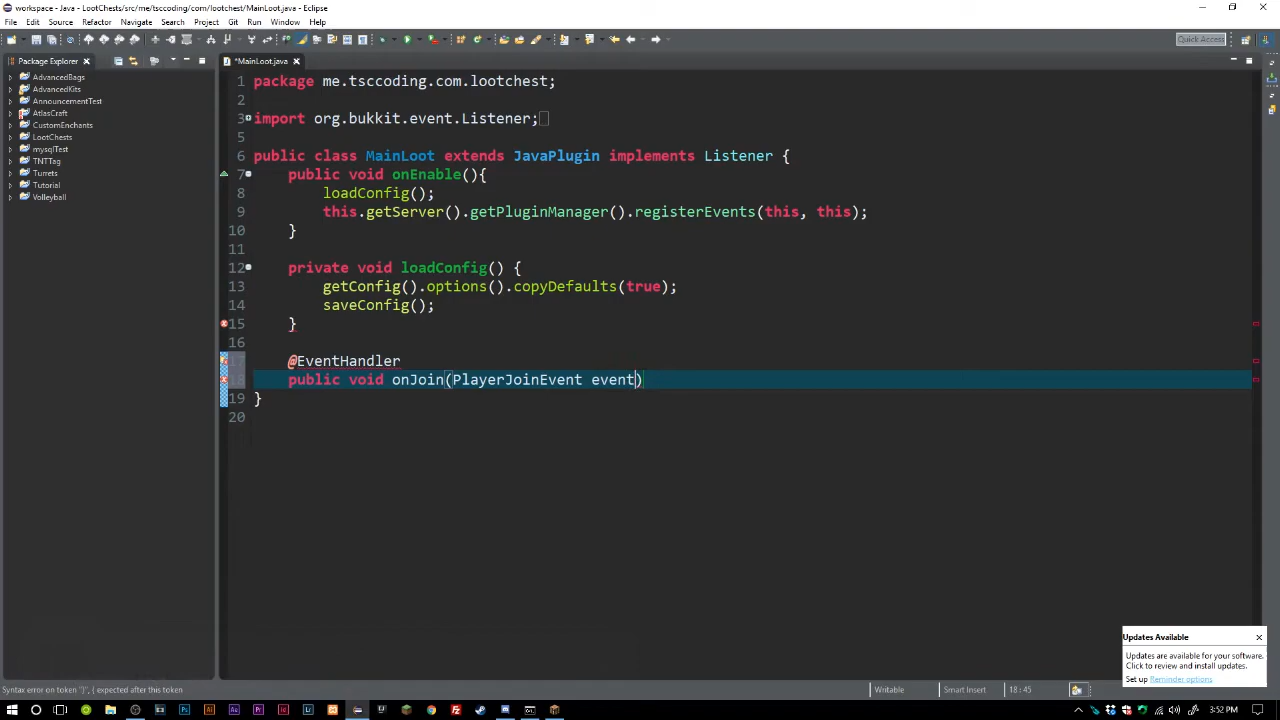 workspace - Java - LootChests/src/me/tsccoding/com/lootchest/MainLoot.java - Eclipse
File Edit Source Refactor Navigate Search Project Git Run Window Help
Quick Access
Package Explorer
*MainLoot.java
AdvancedBags
AdvancedKits
AnnouncementTest
AtlasCraft
CustomEnchants
LootChests
mysqlTest
TNTTag
Turrets
Tutorial
Volleyball
1 package me.tsccoding.com.lootchest;
2
3 import org.bukkit.event.Listener;
5
6 public class MainLoot extends JavaPlugin implements Listener {
7 public void onEnable(){
8 loadConfig();
9 this.getServer().getPluginManager().registerEvents(this, this);
10 }
11
12 private void loadConfig() {
13 getConfig().options().copyDefaults(true);
14 saveConfig();
15 }
16
17 @EventHandler
18 public void onJoin(PlayerJoinEvent event)
19 }
20
Updates Available
Updates are available for your software.
Click to review and install updates.
Set up Reminder options
Syntax error on token ")", { expected after this token
Writable
Smart Insert
18 : 45
3:52 PM